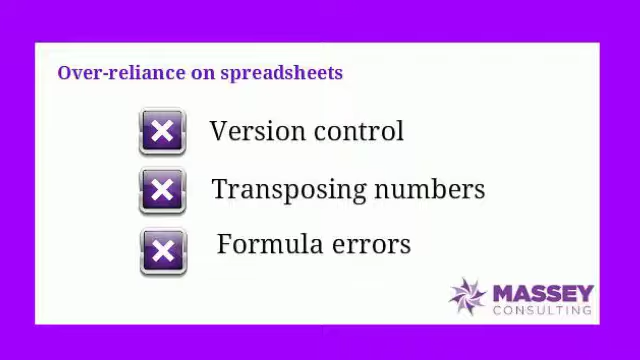 Over-reliance on spreadsheets
Version control
Transposing numbers
Formula errors
MASSEY
CONSULTING